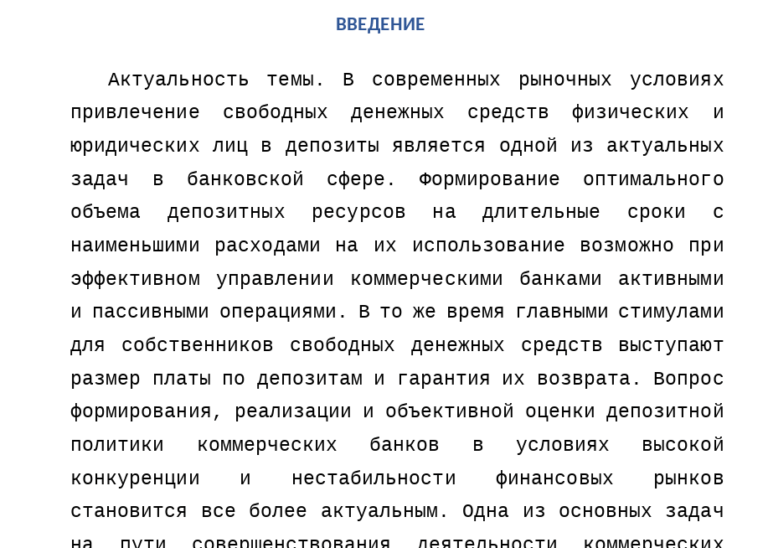 ВВЕДЕНИЕ
Актуальность темы. В современных рыночных условиях
привлечение свободных денежных средств физических и
юридических лиц в депозиты является одной из актуальных
задач в банковской сфере. Формирование оптимального
объема депозитных ресурсов на длительные сроки с
наименьшими расходами на их использование возможно при
эффективном управлении коммерческими банками активными
и пассивными операциями. В то же время главными стимулами
для собственников свободных денежных средств выступают
размер платы по депозитам и гарантия их возврата. Вопрос
формирования, реализации и объективной оценки депозитной
политики коммерческих банков в условиях высокой
конкуренции и нестабильности финансовых рынков
становится все более актуальным. Одна из основных задач
на пути совершенствования деятельности коммерческих